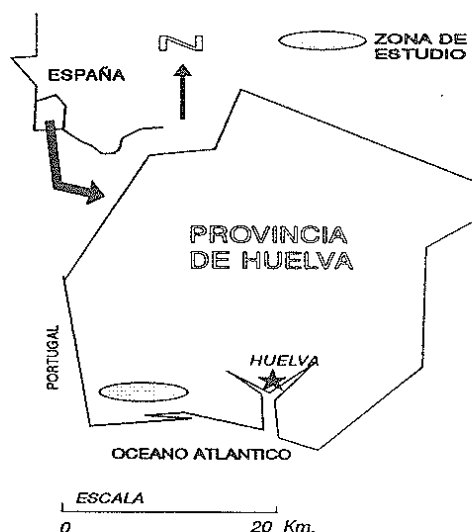 N
ZONA DE
ESTUDIO
ESPAÑA
PROVINCIA
DE HUELVA
PORTUGAL
HUELVA
OCEANO ATLANTICO
ESCALA
0 20 Km.